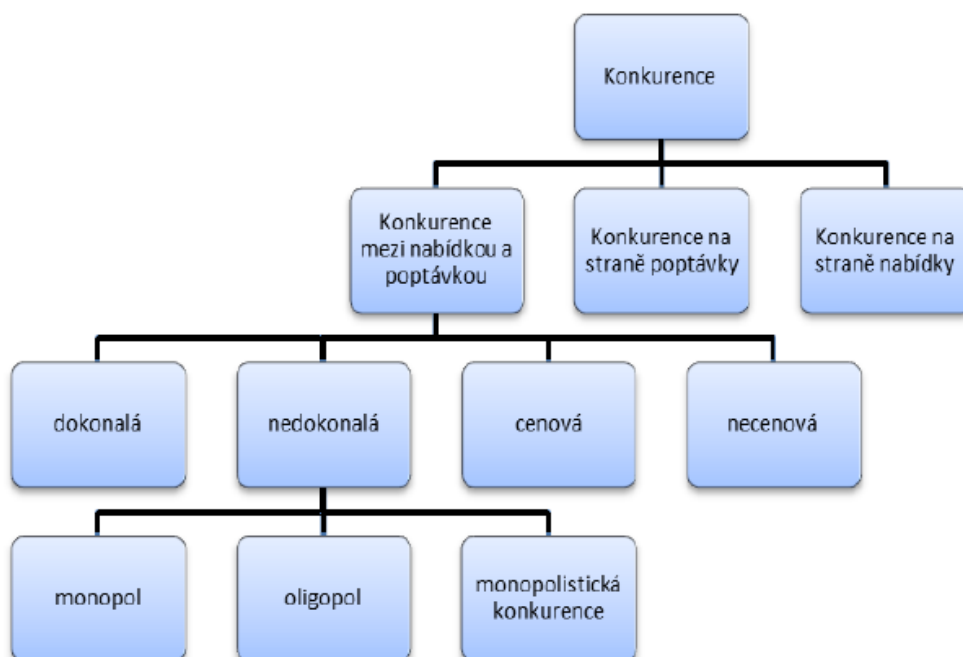 Konkurence
Konkurence
mezi nabídkou a
poptávkou
Konkurence na
straně poptávky
Konkurence na
straně nabídky
dokonalá
nedokonalá
cenová
necenová
monopol
oligopol
monopolistická
konkurence